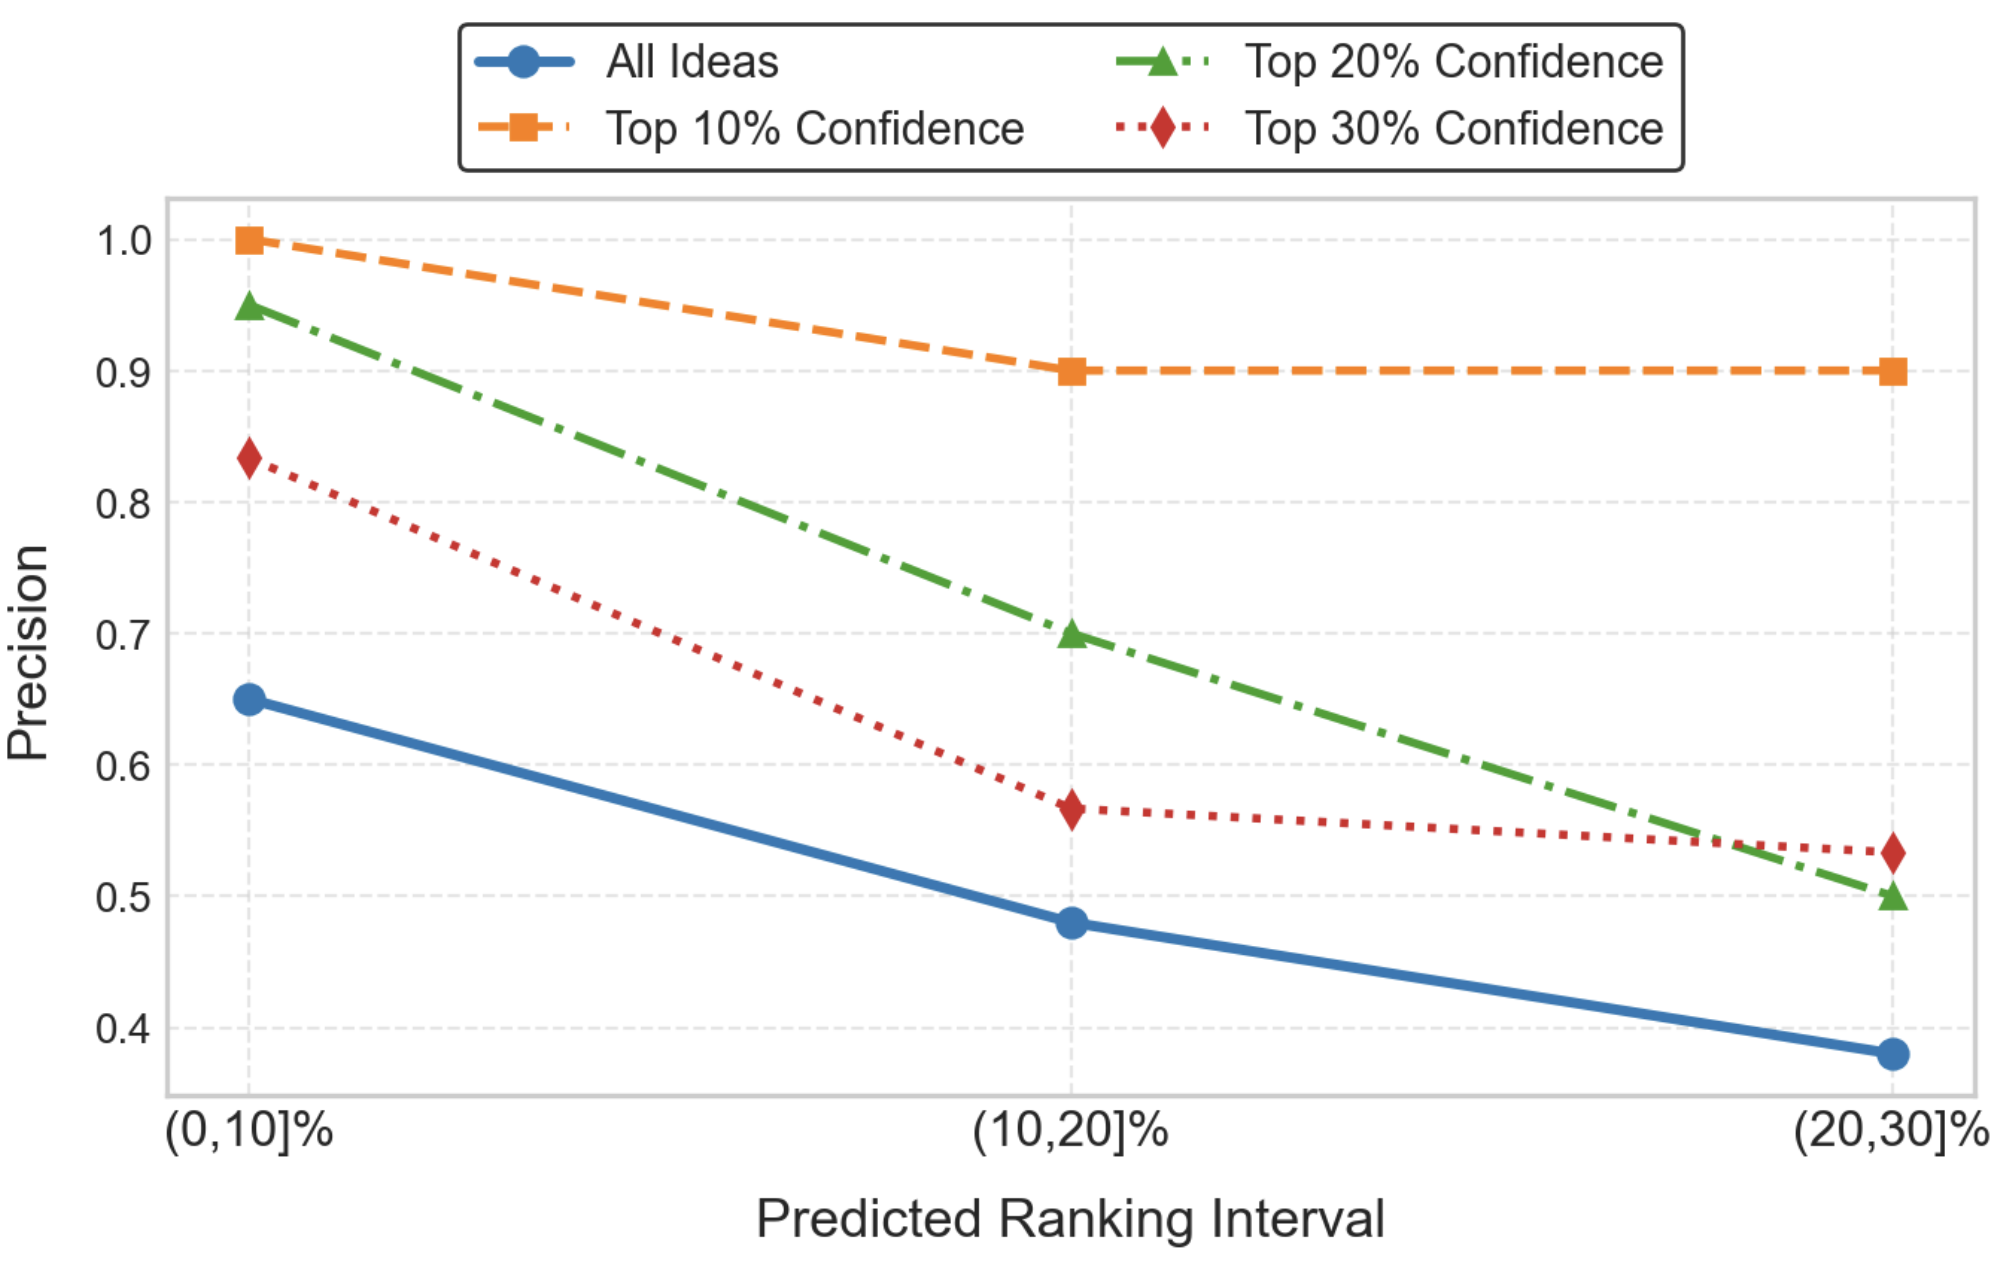 All Ideas
Top 10% Confidence
Top 20% Confidence
Top 30% Confidence
Precision
1.0
0.9
0.8
0.7
0.6
0.5
0.4
(0,10]%
(10,20]%
(20,30]%
Predicted Ranking Interval